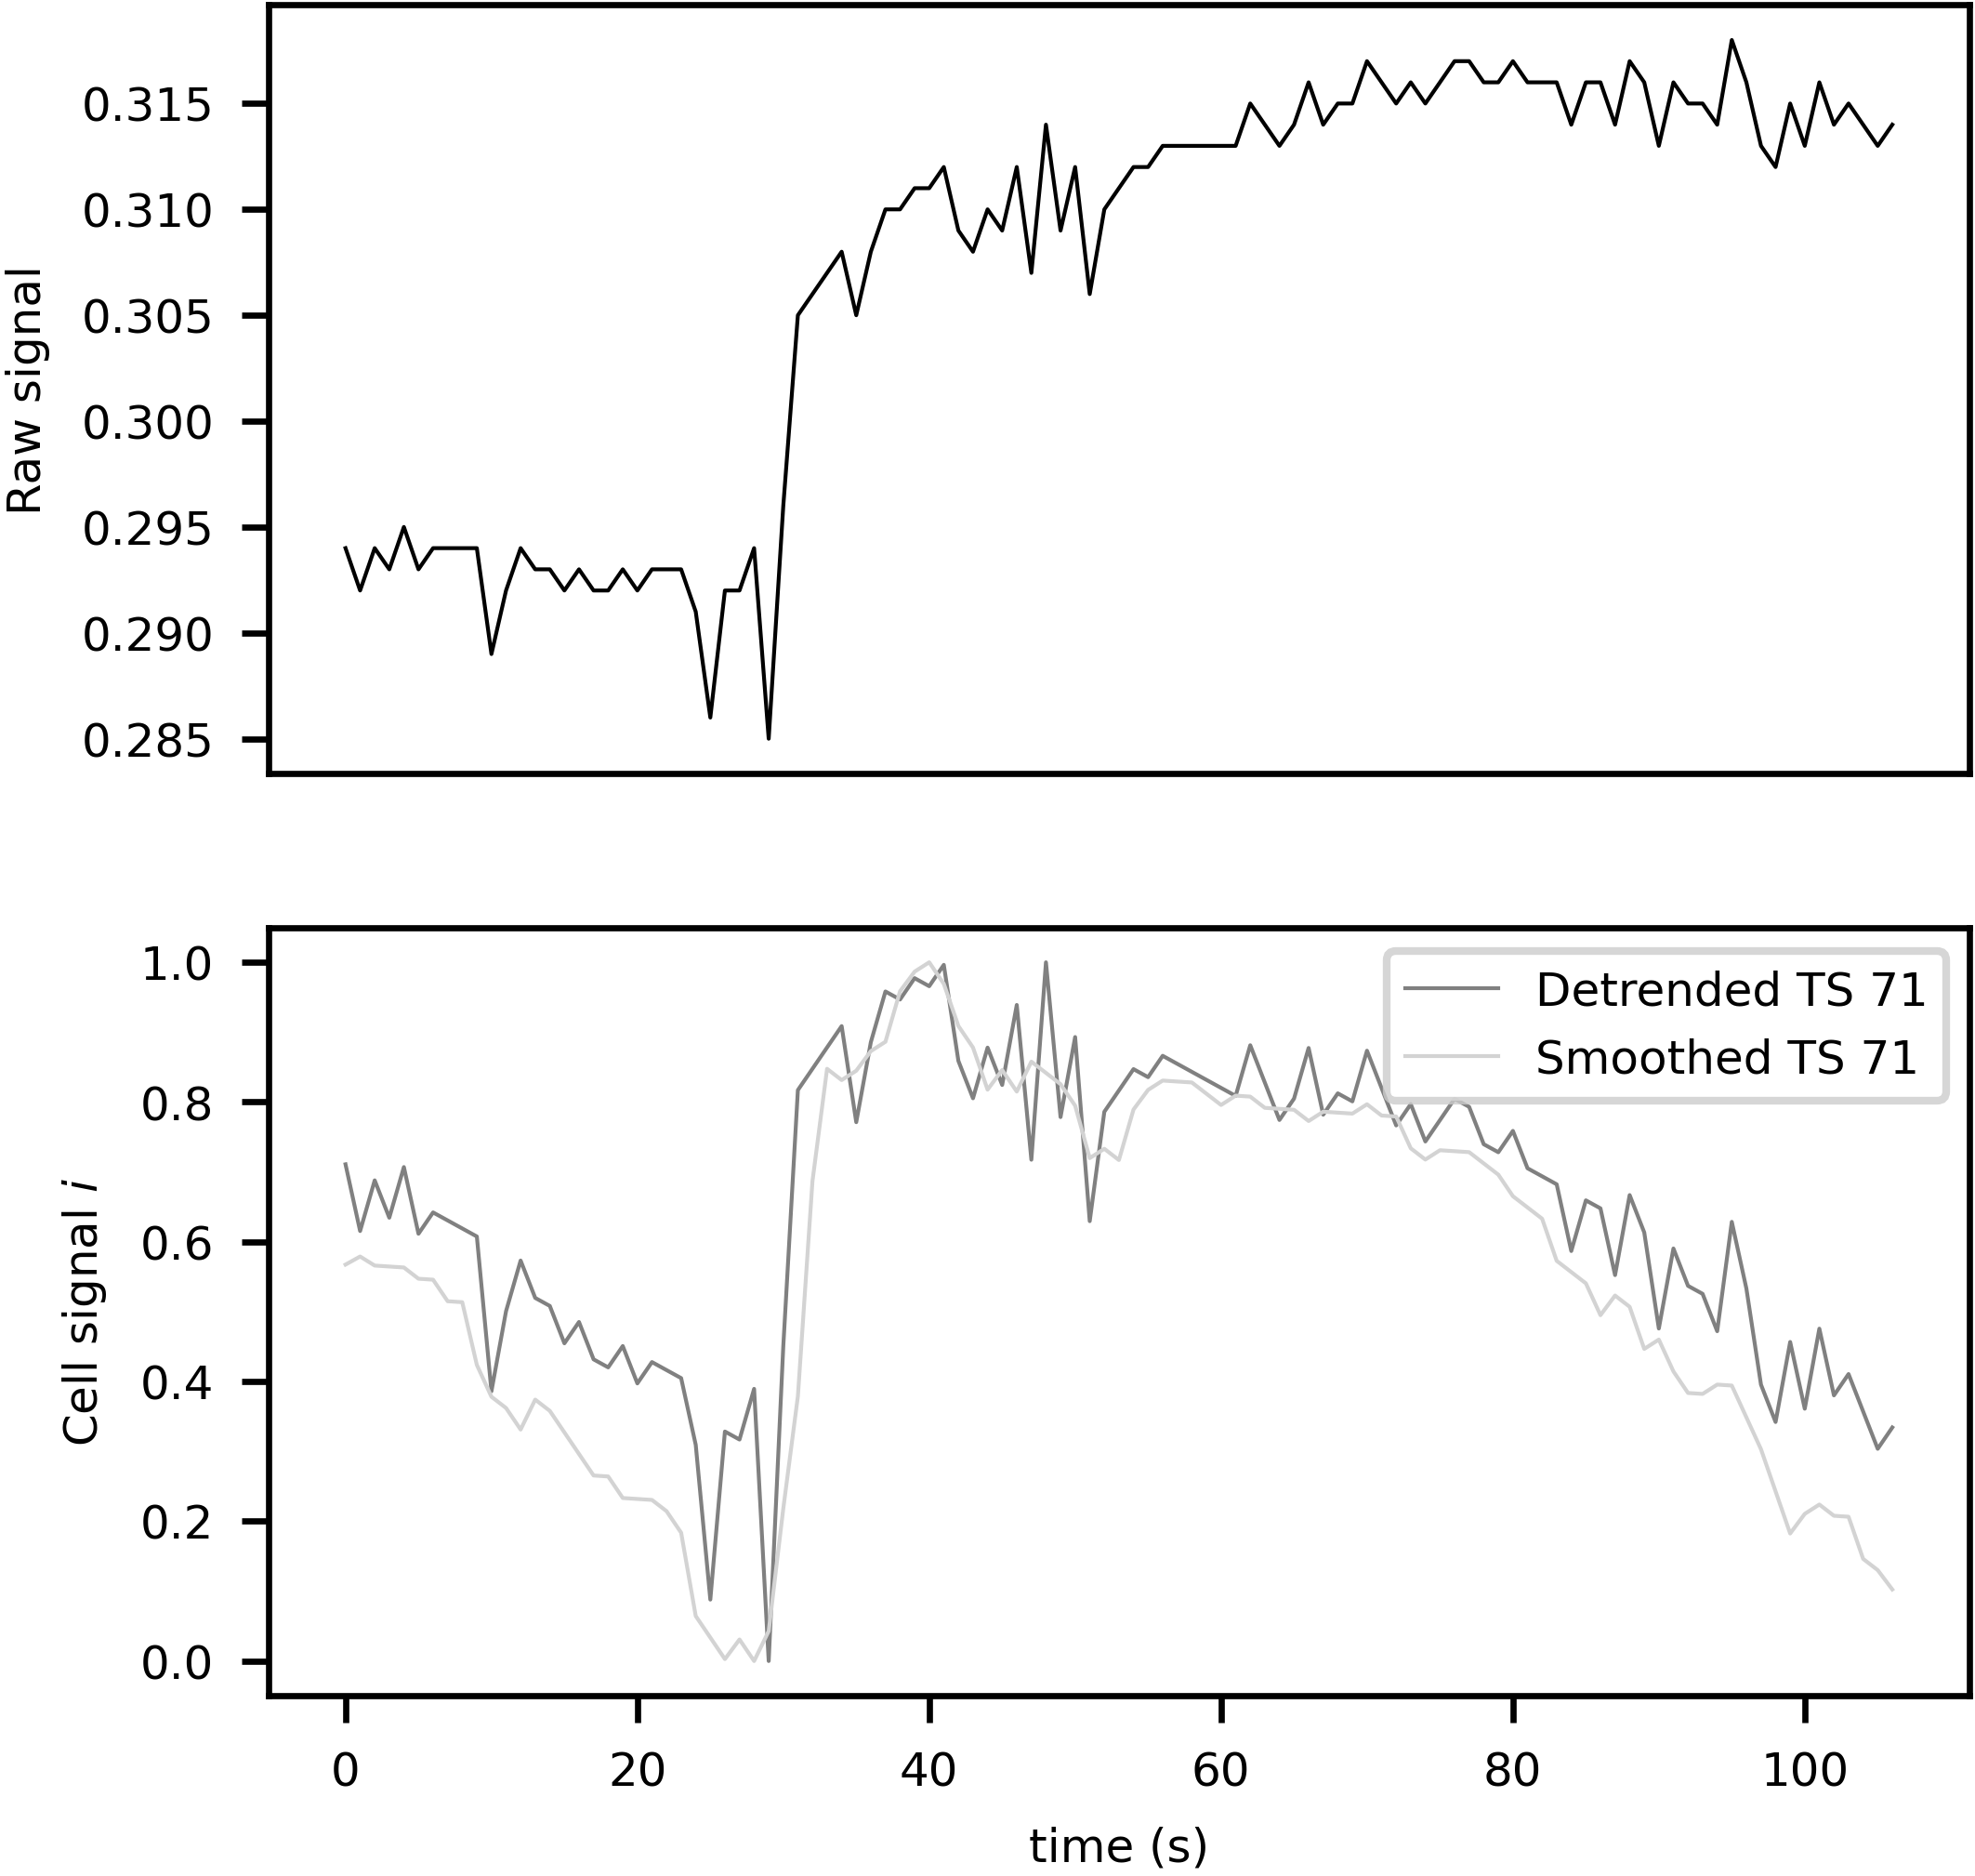 0.315
0.310
0.305
0.300
0.295
0.290
0.285
Raw signal
1.0
0.8
0.6
0.4
0.2
0.0
Cell signal i
Detrended TS 71
Smoothed TS 71
0 20 40 60 80 100
time (s)